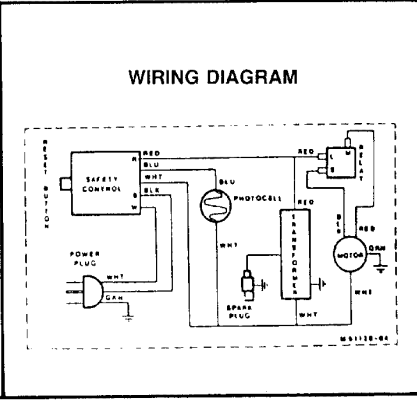 WIRING DIAGRAM
RESET BUTTON
SAFETY CONTROL
R
B
W
RED
BLU
WHT
BLK
BLU
PHOTOCELL
WHT
RED
RED
TRANSFORMER
L
M
S
RELAY
RED
MOTOR
GRN
WHT
POWER PLUG
WHT
GRN
SPARK PLUG
WHT